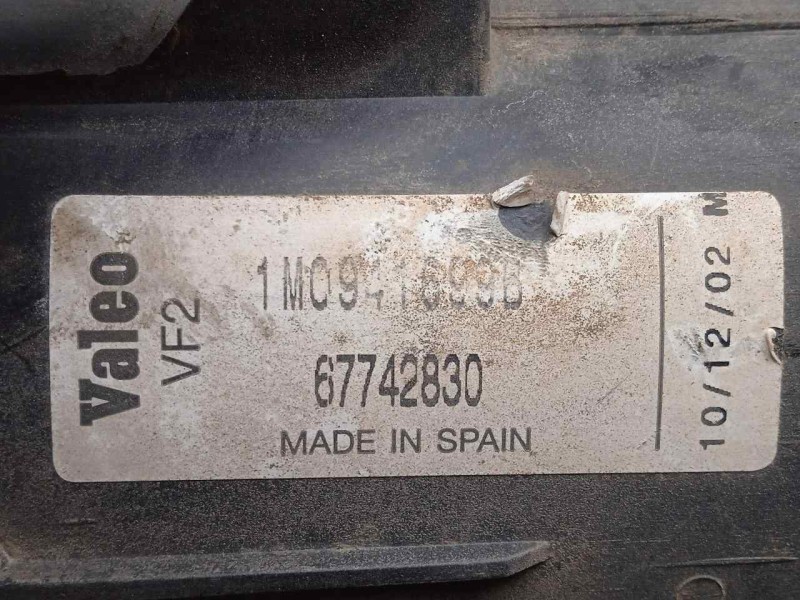 Valeo
VF2
67742830
MADE IN SPAIN
10/12/02 M